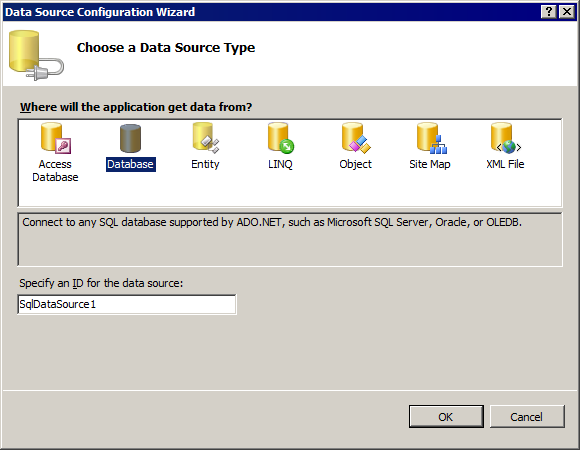 Data Source Configuration Wizard
Choose a Data Source Type
Where will the application get data from?
Access Database
Database
Entity
LINQ
Object
Site Map
XML File
Connect to any SQL database supported by ADO.NET, such as Microsoft SQL Server, Oracle, or OLEDB.
Specify an ID for the data source:
SqlDataSource1
OK
Cancel